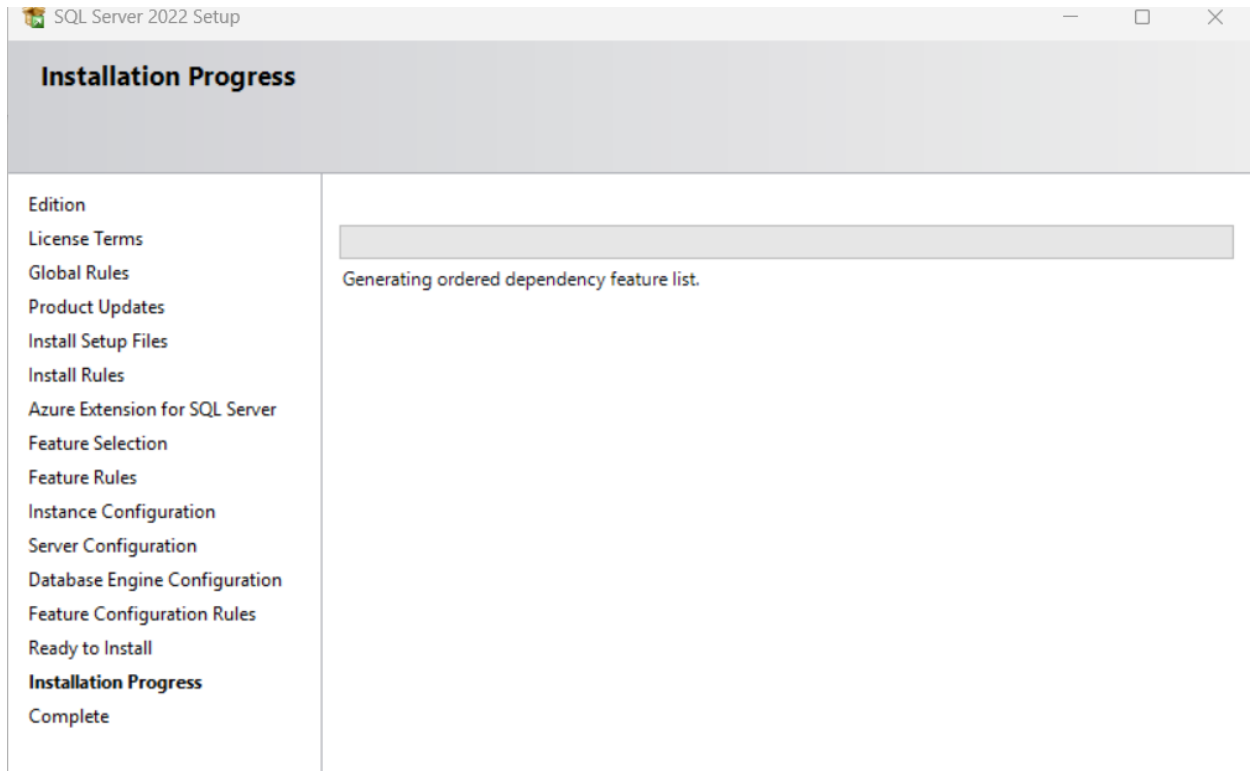 SQL Server 2022 Setup
Installation Progress
Edition
License Terms
Global Rules
Product Updates
Install Setup Files
Install Rules
Azure Extension for SQL Server
Feature Selection
Feature Rules
Instance Configuration
Server Configuration
Database Engine Configuration
Feature Configuration Rules
Ready to Install
Installation Progress
Complete
Generating ordered dependency feature list.